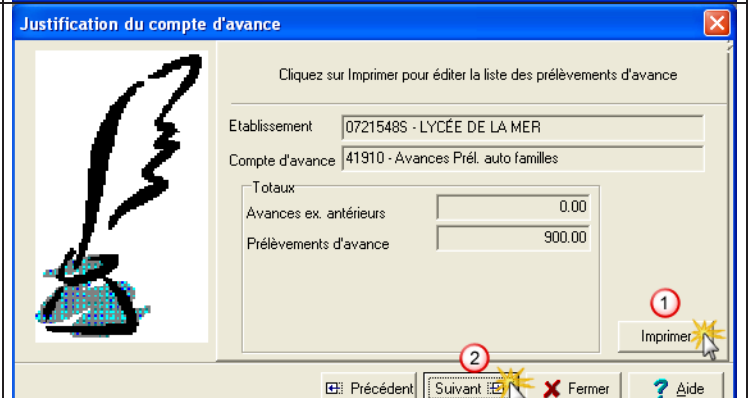 Justification du compte d'avance
Cliquez sur Imprimer pour éditer la liste des prélèvements d'avance
Etablissement 0721548S - LYCÉE DE LA MER
Compte d'avance 41910 - Avances Prél. auto familles
Totaux
Avances ex. antérieurs 0.00
Prélèvements d'avance 900.00
1
Imprimer
2
Précédent Suivant Fermer ? Aide